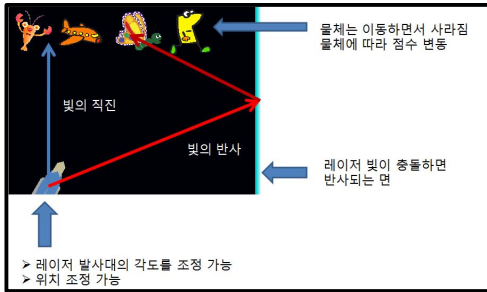 물체는 이동하면서 사라짐
물체에 따라 점수 변동
빛의 직진
빛의 반사
레이저 빛이 충돌하면
반사되는 면
➢ 레이저 발사대의 각도를 조정 가능
➢ 위치 조정 가능